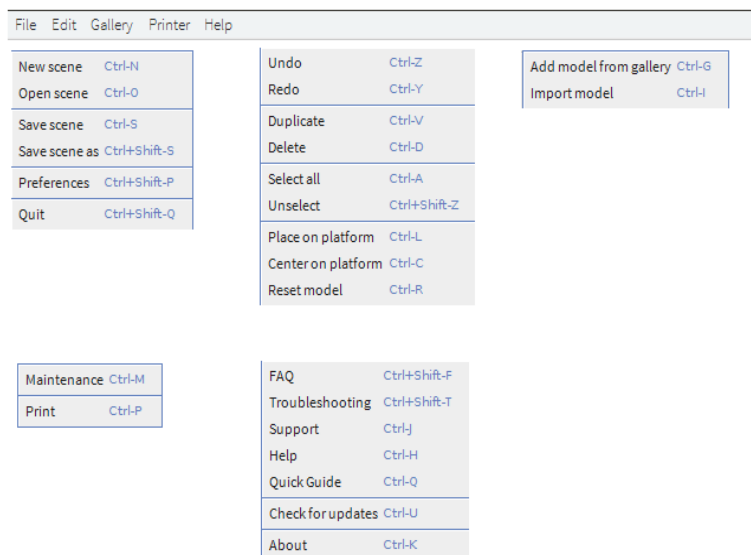 File Edit Gallery Printer Help
New scene Ctrl-N
Open scene Ctrl-O
Save scene Ctrl-S
Save scene as Ctrl+Shift-S
Preferences Ctrl+Shift-P
Quit Ctrl+Shift-Q
Undo Ctrl-Z
Redo Ctrl-Y
Duplicate Ctrl-V
Delete Ctrl-D
Select all Ctrl-A
Unselect Ctrl+Shift-Z
Place on platform Ctrl-L
Center on platform Ctrl-C
Reset model Ctrl-R
Add model from gallery Ctrl-G
Import model Ctrl-I
Maintenance Ctrl-M
Print Ctrl-P
FAQ Ctrl+Shift-F
Troubleshooting Ctrl+Shift-T
Support Ctrl-J
Help Ctrl-H
Quick Guide Ctrl-Q
Check for updates Ctrl-U
About Ctrl-K